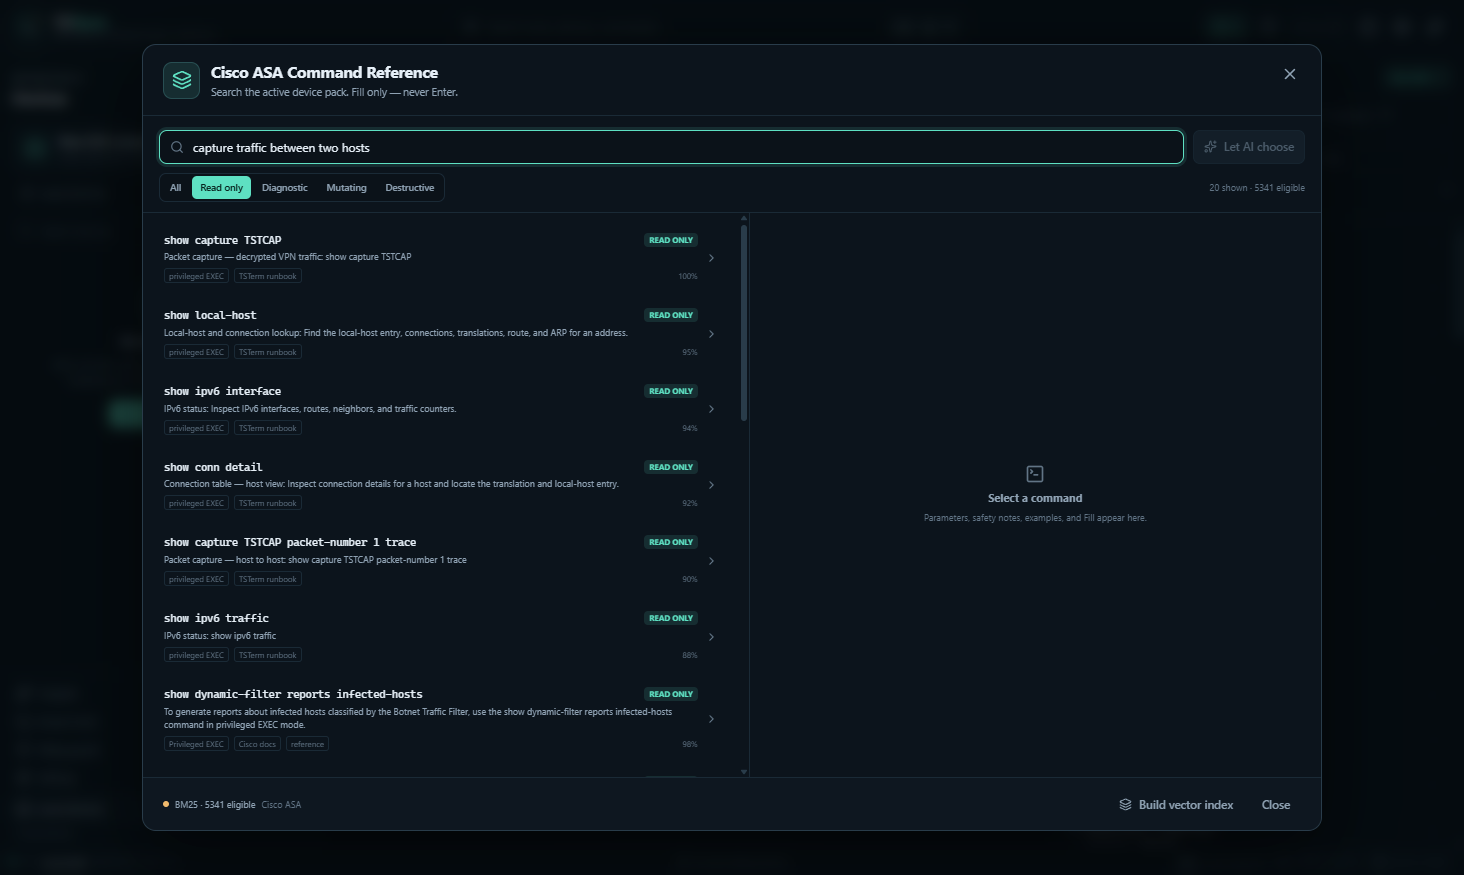 Cisco ASA Command Reference
Search the active device pack. Fill only — never Enter.
capture traffic between two hosts
Let AI choose
All
Read only
Diagnostic
Mutating
Destructive
20 shown · 5341 eligible
show capture TSTCAP
READ ONLY
Packet capture — decrypted VPN traffic: show capture TSTCAP
privileged EXEC
TSTerm runbook
100%
show local-host
READ ONLY
Local-host and connection lookup: Find the local-host entry, connections, translations, route, and ARP for an address.
privileged EXEC
TSTerm runbook
95%
show ipv6 interface
READ ONLY
IPv6 status: Inspect IPv6 interfaces, routes, neighbors, and traffic counters.
privileged EXEC
TSTerm runbook
94%
show conn detail
READ ONLY
Connection table — host view: Inspect connection details for a host and locate the translation and local-host entry.
privileged EXEC
TSTerm runbook
92%
show capture TSTCAP packet-number 1 trace
READ ONLY
Packet capture — host to host: show capture TSTCAP packet-number 1 trace
privileged EXEC
TSTerm runbook
90%
show ipv6 traffic
READ ONLY
IPv6 status: show ipv6 traffic
privileged EXEC
TSTerm runbook
88%
show dynamic-filter reports infected-hosts
READ ONLY
To generate reports about infected hosts classified by the Botnet Traffic Filter, use the show dynamic-filter reports infected-hosts
command in privileged EXEC mode.
Privileged EXEC
Cisco docs
reference
98%
Select a command
Parameters, safety notes, examples, and Fill appear here.
BM25 · 5341 eligible
Cisco ASA
Build vector index
Close